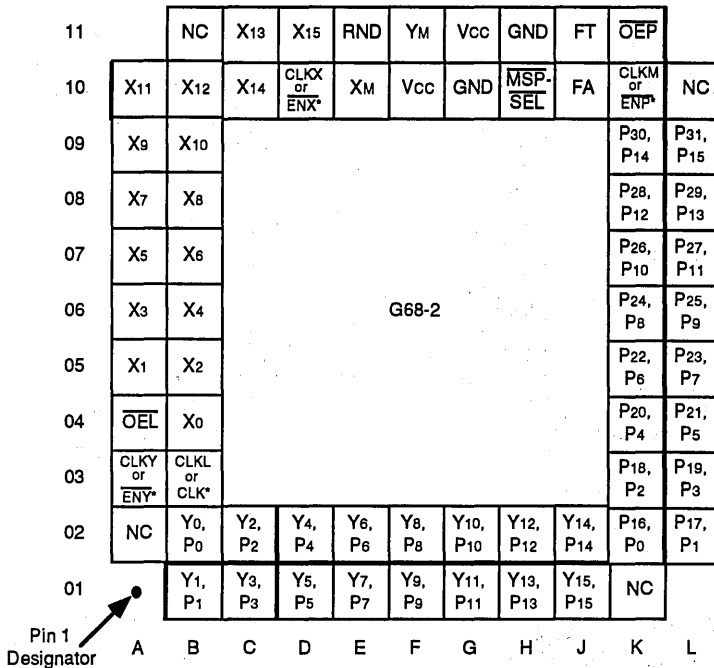 11 NC X13 X15 RND YM Vcc GND FT OEP
10 X11 X12 X14 CLKX or ENX* XM Vcc GND MSP-SEL FA CLKM or ENP* NC
09 X9 X10 P30, P14 P31, P15
08 X7 X8 P28, P12 P29, P13
07 X5 X6 P26, P10 P27, P11
06 X3 X4 G68-2 P24, P8 P25, P9
05 X1 X2 P22, P6 P23, P7
04 OEL X0 P20, P4 P21, P5
03 CLKY or ENY* CLKL or CLK* P18, P2 P19, P3
02 NC Y0, P0 Y2, P2 Y4, P4 Y6, P6 Y8, P8 Y10, P10 Y12, P12 Y14, P14 P16, P0 P17, P1
01 Y1, P1 Y3, P3 Y5, P5 Y7, P7 Y9, P9 Y11, P11 Y13, P13 Y15, P15 NC
Pin 1
Designator
A B C D E F G H J K L